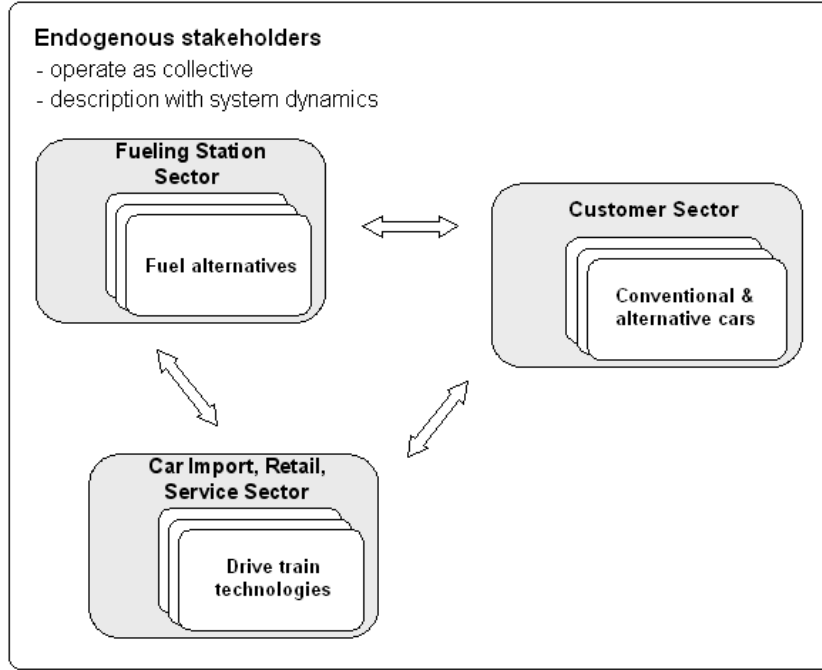 Endogenous stakeholders
- operate as collective
- description with system dynamics
Fueling Station
Sector
Fuel alternatives
Customer Sector
Conventional &
alternative cars
Car Import, Retail,
Service Sector
Drive train
technologies